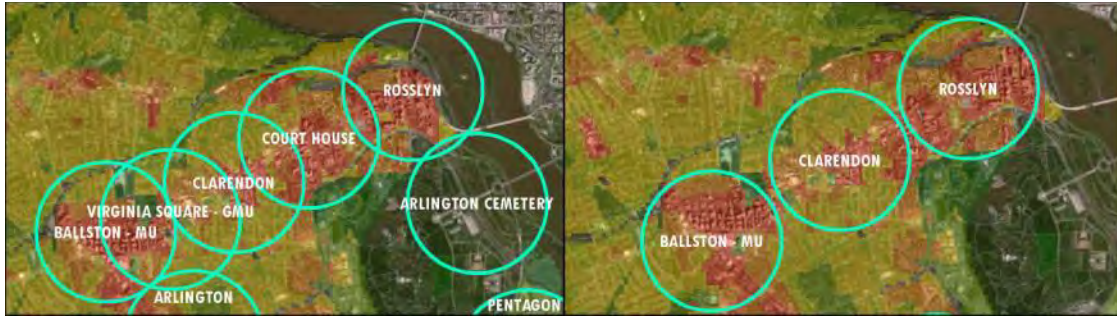 ROSSLYN
COURT HOUSE
CLARENDON
ARLINGTON CEMETERY
VIRGINIA SQUARE - GMU
BALLSTON - MU
ARLINGTON
PENTAGON
ROSSLYN
CLARENDON
BALLSTON - MU